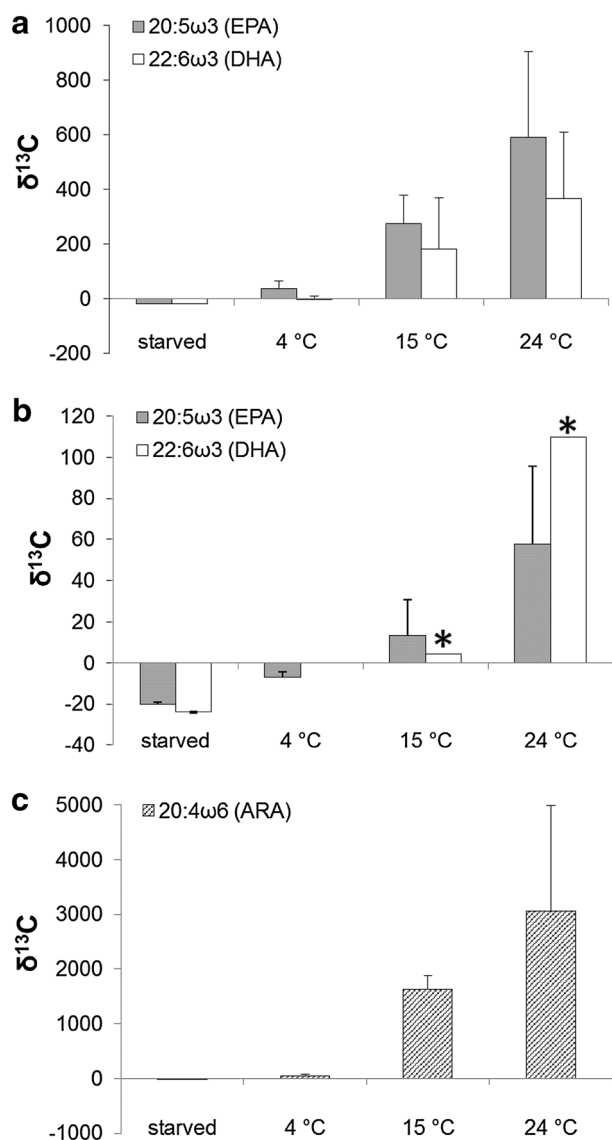 a
20:5ω3 (EPA)
22:6ω3 (DHA)
δ¹³C
1000
800
600
400
200
0
-200
starved 4 °C 15 °C 24 °C
b
20:5ω3 (EPA)
22:6ω3 (DHA)
δ¹³C
120
100
80
60
40
20
0
-20
-40
* *
starved 4 °C 15 °C 24 °C
c
20:4ω6 (ARA)
δ¹³C
5000
4000
3000
2000
1000
0
-1000
starved 4 °C 15 °C 24 °C